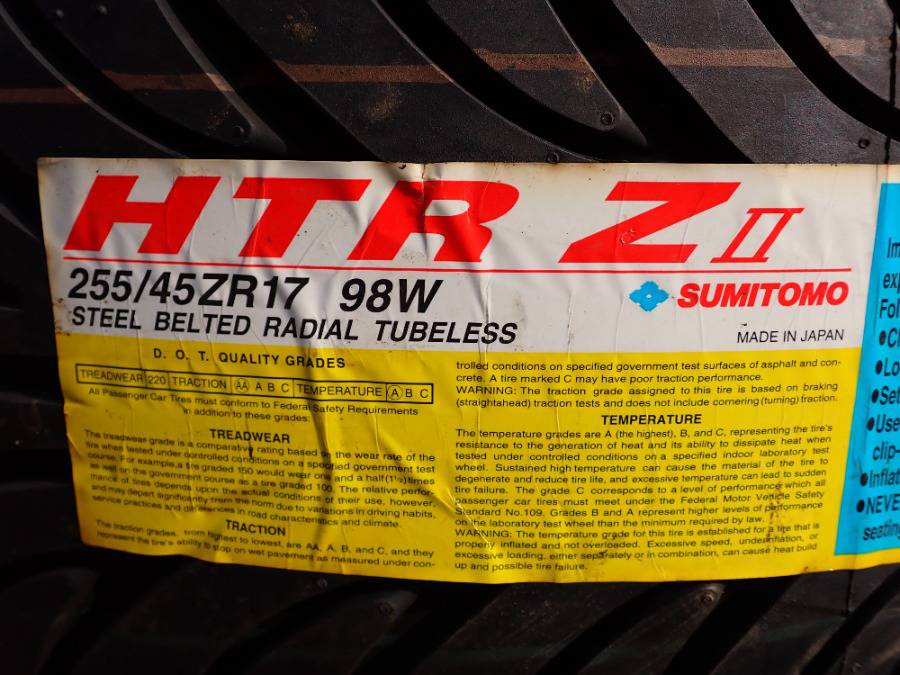 HTR Z II
255/45ZR17 98W
SUMITOMO
STEEL BELTED RADIAL TUBELESS
MADE IN JAPAN
D. O. T. QUALITY GRADES
TREADWEAR 220 TRACTION AA A B C TEMPERATURE A B C
All Passenger Car Tires must conform to Federal Safety Requirements
in addition to these grades:
TREADWEAR
The treadwear grade is a comparative rating based on the wear rate of the
tire when tested under controlled conditions on a specified government test
course. For example,a tire graded 150 would wear one and a half(1½)times
as well on the government course as a tire graded 100. The relative perfor-
mance of tires depends upon the actual conditions of their use, however,
and may depart significantly from the norm due to variations in driving habits,
service practices and differences in road characteristics and climate.
TRACTION
The traction grades, from highest to lowest, are AA, A, B, and C, and they
represent the tire's ability to stop on wet pavement as measured under con-
trolled conditions on specified government test surfaces of asphalt and con-
crete. A tire marked C may have poor traction performance.
WARNING: The traction grade assigned to this tire is based on braking
(straightahead) traction tests and does not include cornering (turning) traction.
TEMPERATURE
The temperature grades are A (the highest), B, and C, representing the tire's
resistance to the generation of heat and its ability to dissipate heat when
tested under controlled conditions on a specified indoor laboratory test
wheel. Sustained high temperature can cause the material of the tire to
degenerate and reduce tire life, and excessive temperature can lead to sudden
tire failure. The grade C corresponds to a level of performance which all
passenger car tires must meet under the Federal Motor Vehicle Safety
Standard No.109. Grades B and A represent higher levels of performance
on the laboratory test wheel than the minimum required by law.
WARNING: The temperature grade for this tire is established for a tire that is
properly inflated and not overloaded. Excessive speed, underinflation, or
excessive loading, either separately or in combination, can cause heat build
up and possible tire failure.
Im
exp
Fol
●Cl
●Lo
●Set
●Use
clip-
●Inflat
●NEVE
seating